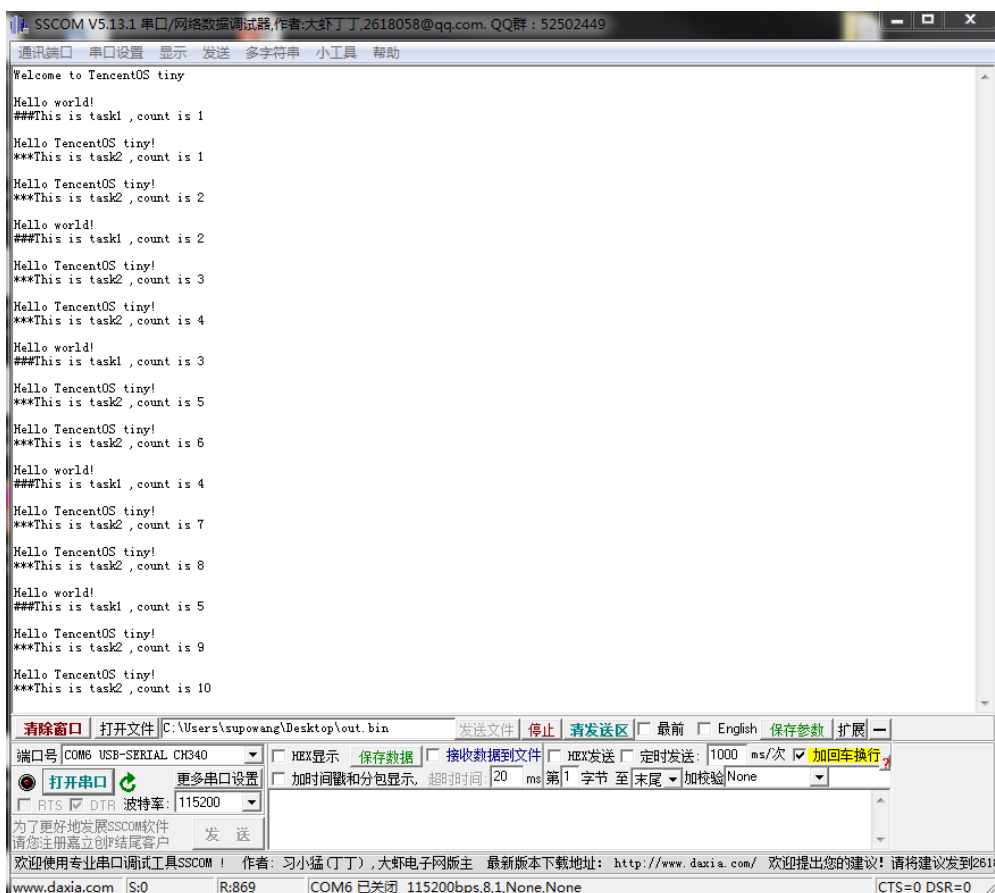 SSCOM V5.13.1 串口/网络数据调试器,作者:大虾丁丁,2618058@qq.com. QQ群：52502449
通讯端口 串口设置 显示 发送 多字符串 小工具 帮助
Welcome to TencentOS tiny
Hello world!
###This is task1 ,count is 1
Hello TencentOS tiny!
***This is task2 ,count is 1
Hello TencentOS tiny!
***This is task2 ,count is 2
Hello world!
###This is task1 ,count is 2
Hello TencentOS tiny!
***This is task2 ,count is 3
Hello TencentOS tiny!
***This is task2 ,count is 4
Hello world!
###This is task1 ,count is 3
Hello TencentOS tiny!
***This is task2 ,count is 5
Hello TencentOS tiny!
***This is task2 ,count is 6
Hello world!
###This is task1 ,count is 4
Hello TencentOS tiny!
***This is task2 ,count is 7
Hello TencentOS tiny!
***This is task2 ,count is 8
Hello world!
###This is task1 ,count is 5
Hello TencentOS tiny!
***This is task2 ,count is 9
Hello TencentOS tiny!
***This is task2 ,count is 10
清除窗口 打开文件 C:\Users\supowang\Desktop\out.bin 发送文件 停止 清发送区 最前 English 保存参数 扩展 —
端口号 COM6 USB-SERIAL CH340 HEX显示 保存数据 接收数据到文件 HEX发送 定时发送: 1000 ms/次 加回车换行 ?
打开串口 更多串口设置 加时间戳和分包显示, 超时时间: 20 ms 第1 字节 至 末尾 加校验 None
RTS DTR 波特率: 115200
为了更好地发展SSCOM软件
请您注册嘉立创F结尾客户
发 送
欢迎使用专业串口调试工具SSCOM ! 作者: 习小猛(丁丁),大虾电子网版主 最新版本下载地址: http://www.daxia.com/ 欢迎提出您的建议! 请将建议发到2618
www.daxia.com S:0 R:869 COM6 已关闭 115200bps,8,1,None,None CTS=0 DSR=0